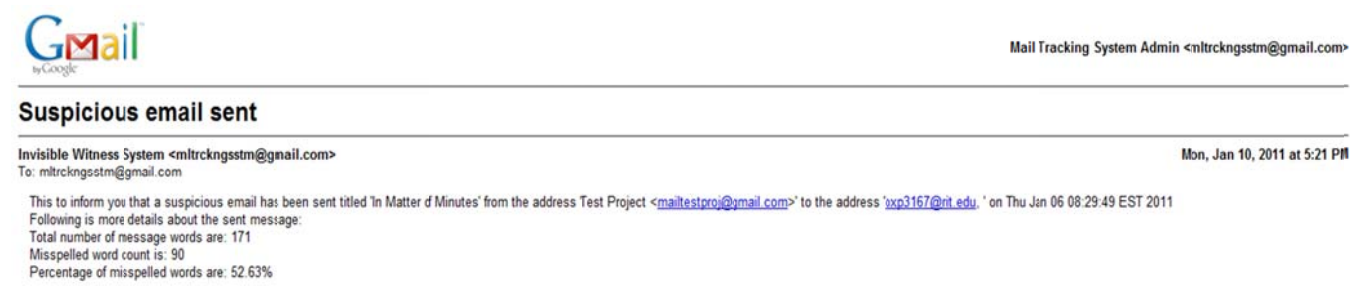 Gmail
by Google
Mail Tracking System Admin <mltrckngsstm@gmail.com>
Suspicious email sent
Invisible Witness System <mltrckngsstm@gmail.com>
Mon, Jan 10, 2011 at 5:21 PM
To: mltrckngsstm@gmail.com
This to inform you that a suspicious email has been sent titled 'In Matter of Minutes' from the address Test Project <mailtestproj@gmail.com>' to the address 'oxp3167@rit.edu, ' on Thu Jan 06 08:29:49 EST 2011
Following is more details about the sent message:
Total number of message words are: 171
Misspelled word count is: 90
Percentage of misspelled words are: 52.63%